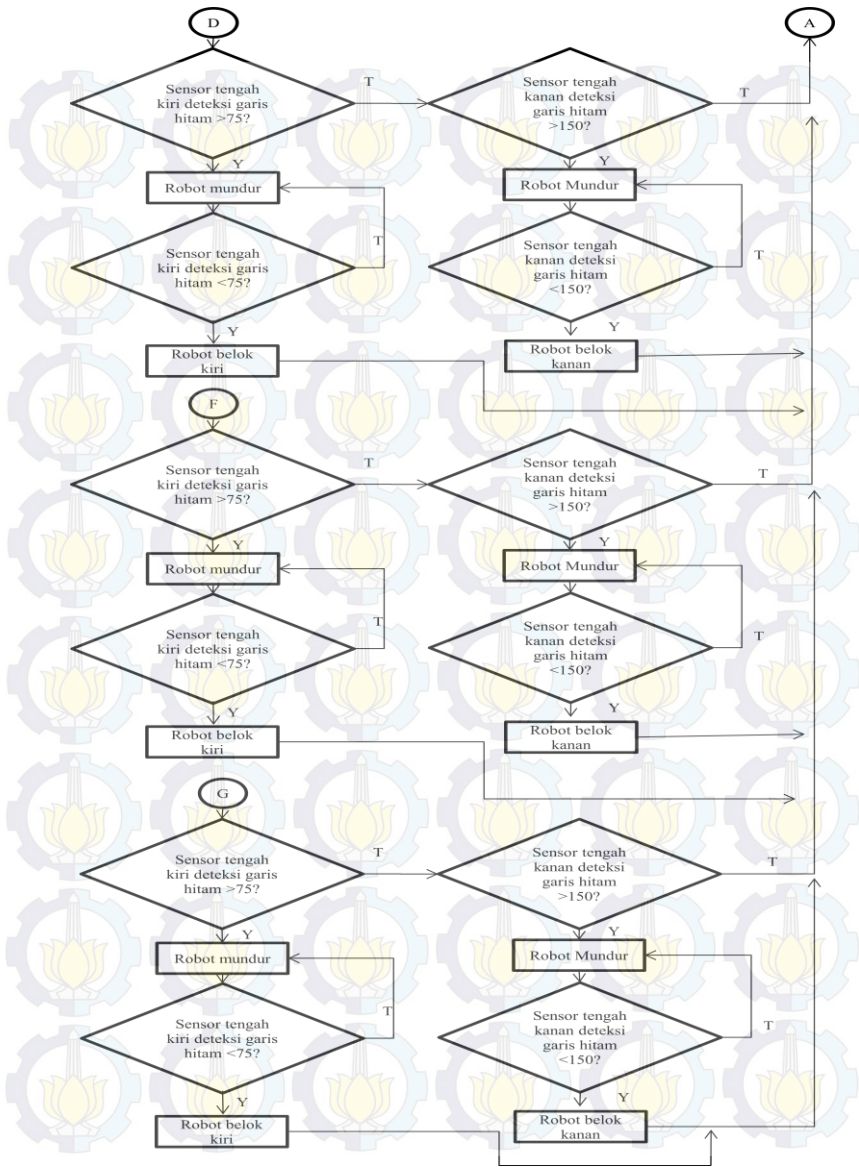 D
A
Sensor tengah
kiri deteksi garis
hitam >75?
T
Sensor tengah
kanan deteksi
garis hitam
>150?
T
Y
Y
Robot mundur
Robot Mundur
Sensor tengah
kiri deteksi garis
hitam <75?
T
Sensor tengah
kanan deteksi
garis hitam
<150?
T
Y
Y
Robot belok
kiri
Robot belok
kanan
F
Sensor tengah
kiri deteksi garis
hitam >75?
T
Sensor tengah
kanan deteksi
garis hitam
>150?
T
Y
Y
Robot mundur
Robot Mundur
Sensor tengah
kiri deteksi garis
hitam <75?
T
Sensor tengah
kanan deteksi
garis hitam
<150?
T
Y
Y
Robot belok
kiri
Robot belok
kanan
G
Sensor tengah
kiri deteksi garis
hitam >75?
T
Sensor tengah
kanan deteksi
garis hitam
>150?
T
Y
Y
Robot mundur
Robot Mundur
Sensor tengah
kiri deteksi garis
hitam <75?
T
Sensor tengah
kanan deteksi
garis hitam
<150?
T
Y
Y
Robot belok
kiri
Robot belok
kanan